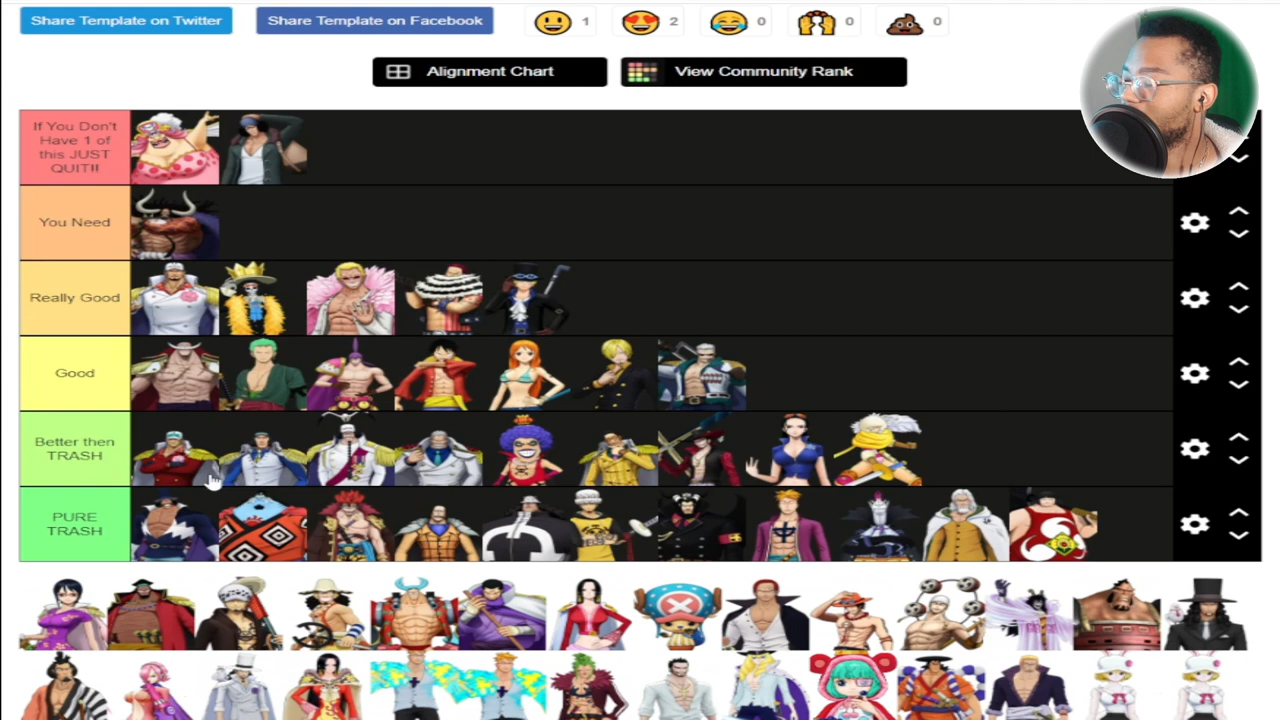 Share Template on Twitter
Share Template on Facebook
1
2
0
0
0
Alignment Chart
View Community Rank
If You Don't
Have 1 of
this JUST
QUIT!!
You Need
Really Good
Good
Better then
TRASH
PURE
TRASH